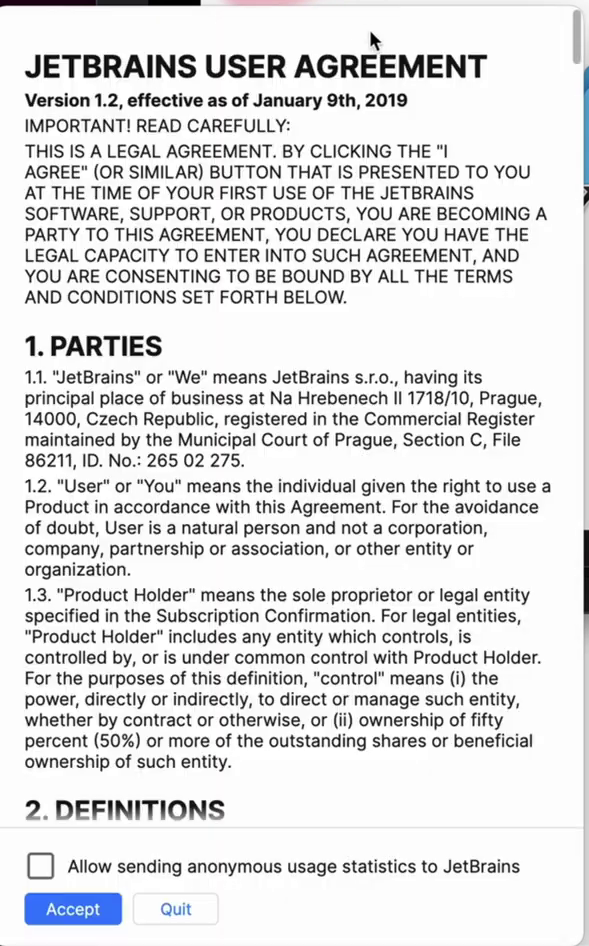 JETBRAINS USER AGREEMENT
Version 1.2, effective as of January 9th, 2019
IMPORTANT! READ CAREFULLY:
THIS IS A LEGAL AGREEMENT. BY CLICKING THE "I
AGREE" (OR SIMILAR) BUTTON THAT IS PRESENTED TO YOU
AT THE TIME OF YOUR FIRST USE OF THE JETBRAINS
SOFTWARE, SUPPORT, OR PRODUCTS, YOU ARE BECOMING A
PARTY TO THIS AGREEMENT, YOU DECLARE YOU HAVE THE
LEGAL CAPACITY TO ENTER INTO SUCH AGREEMENT, AND
YOU ARE CONSENTING TO BE BOUND BY ALL THE TERMS
AND CONDITIONS SET FORTH BELOW.
1. PARTIES
1.1. "JetBrains" or "We" means JetBrains s.r.o., having its
principal place of business at Na Hrebenech II 1718/10, Prague,
14000, Czech Republic, registered in the Commercial Register
maintained by the Municipal Court of Prague, Section C, File
86211, ID. No.: 265 02 275.
1.2. "User" or "You" means the individual given the right to use a
Product in accordance with this Agreement. For the avoidance
of doubt, User is a natural person and not a corporation,
company, partnership or association, or other entity or
organization.
1.3. "Product Holder" means the sole proprietor or legal entity
specified in the Subscription Confirmation. For legal entities,
"Product Holder" includes any entity which controls, is
controlled by, or is under common control with Product Holder.
For the purposes of this definition, "control" means (i) the
power, directly or indirectly, to direct or manage such entity,
whether by contract or otherwise, or (ii) ownership of fifty
percent (50%) or more of the outstanding shares or beneficial
ownership of such entity.
2. DEFINITIONS
Allow sending anonymous usage statistics to JetBrains
Accept
Quit